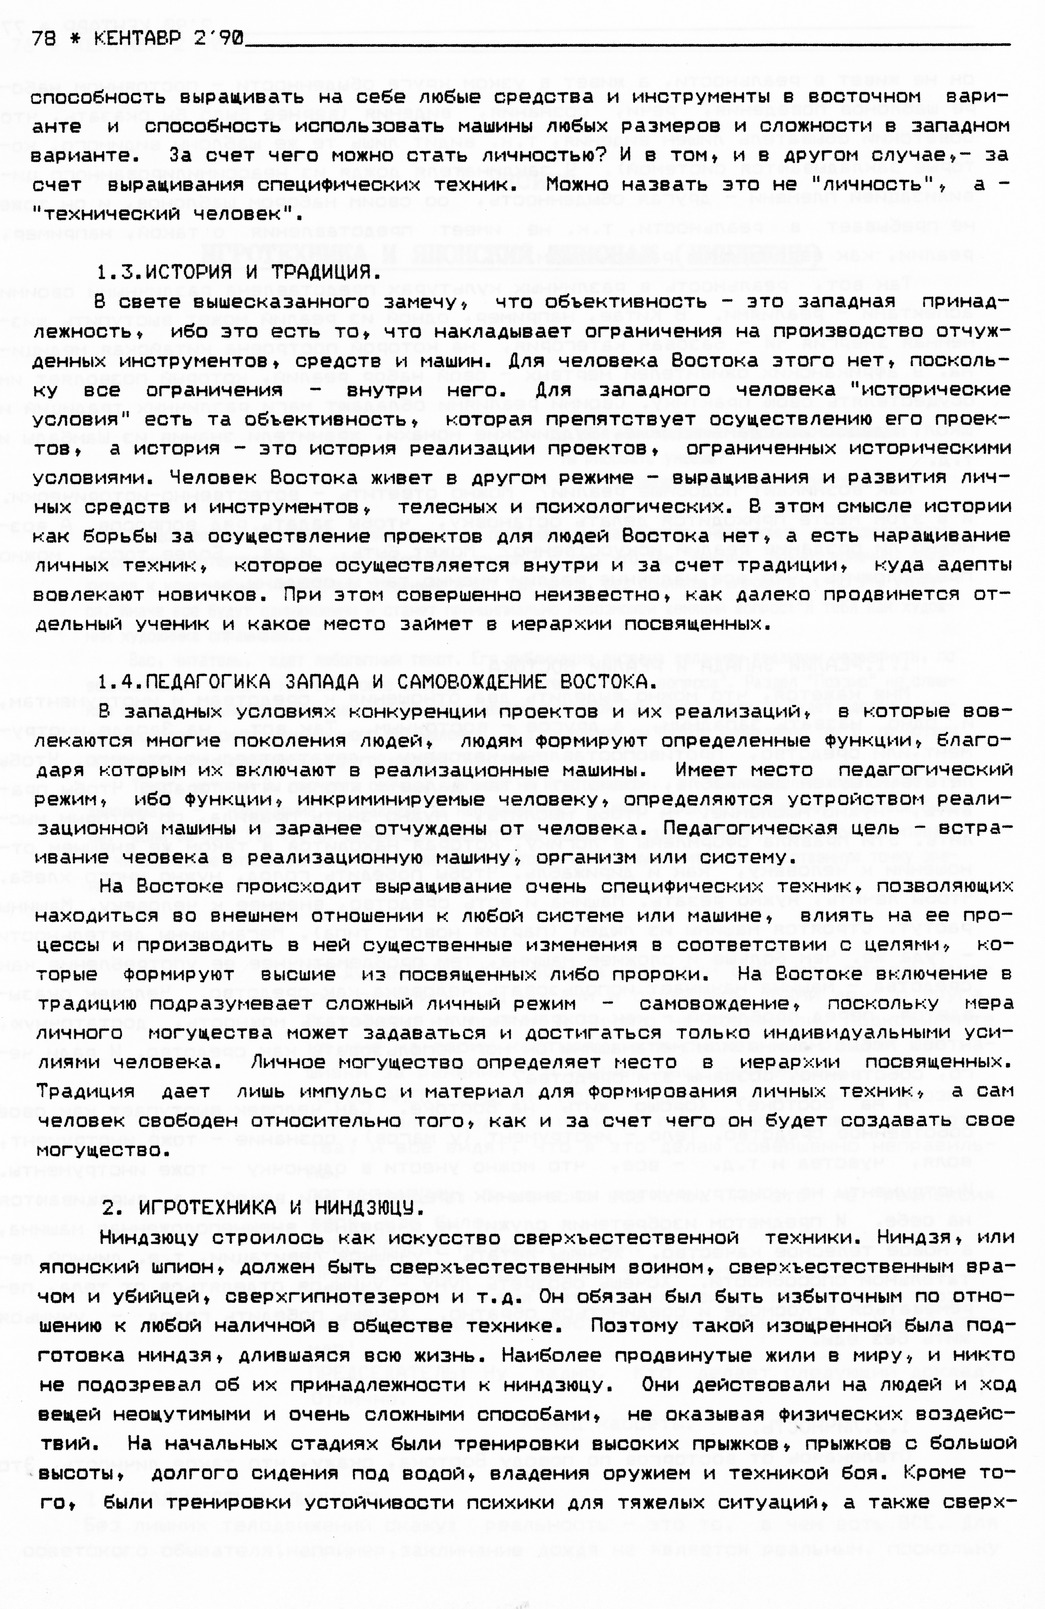 78 * КЕНТАВР 2'90
способность выращивать на себе любые средства и инструменты в восточном вари-
анте и способность использовать машины любых размеров и сложности в западном
варианте. За счет чего можно стать личностью? И в том, и в другом случае,- за
счет выращивания специфических техник. Можно назвать это не "личность", а -
"технический человек".
1.3.ИСТОРИЯ И ТРАДИЦИЯ.
В свете вышесказанного замечу, что объективность - это западная принад-
лежность, ибо это есть то, что накладывает ограничения на производство отчуж-
денных инструментов, средств и машин. Для человека Востока этого нет, посколь-
ку все ограничения - внутри него. Для западного человека "исторические
условия" есть та объективность, которая препятствует осуществлению его проек-
тов, а история - это история реализации проектов, ограниченных историческими
условиями. Человек Востока живет в другом режиме - выращивания и развития лич-
ных средств и инструментов, телесных и психологических. В этом смысле истории
как борьбы за осуществление проектов для людей Востока нет, а есть наращивание
личных техник, которое осуществляется внутри и за счет традиции, куда адепты
вовлекают новичков. При этом совершенно неизвестно, как далеко продвинется от-
дельный ученик и какое место займет в иерархии посвященных.
1.4.ПЕДАГОГИКА ЗАПАДА И САМОВОЖДЕНИЕ ВОСТОКА.
В западных условиях конкуренции проектов и их реализаций, в которые вов-
лекаются многие поколения людей, людям формируют определенные функции, благо-
даря которым их включают в реализационные машины. Имеет место педагогический
режим, ибо функции, инкриминируемые человеку, определяются устройством реали-
зационной машины и заранее отчуждены от человека. Педагогическая цель - встра-
ивание чеовека в реализационную машину, организм или систему.
На Востоке происходит выращивание очень специфических техник, позволяющих
находиться во внешнем отношении к любой системе или машине, влиять на ее про-
цессы и производить в ней существенные изменения в соответствии с целями, ко-
торые формируют высшие из посвященных либо пророки. На Востоке включение в
традицию подразумевает сложный личный режим - самовождение, поскольку мера
личного могущества может задаваться и достигаться только индивидуальными уси-
лиями человека. Личное могущество определяет место в иерархии посвященных.
Традиция дает лишь импульс и материал для формирования личных техник, а сам
человек свободен относительно того, как и за счет чего он будет создавать свое
могущество.
2. ИГРОТЕХНИКА И НИНДЗЮЦУ.
Ниндзюцу строилось как искусство сверхъестественной техники. Ниндзя, или
японский шпион, должен быть сверхъестественным воином, сверхъестественным вра-
чом и убийцей, сверхгипнотезером и т.д. Он обязан был быть избыточным по отно-
шению к любой наличной в обществе технике. Поэтому такой изощренной была под-
готовка ниндзя, длившаяся всю жизнь. Наиболее продвинутые жили в миру, и никто
не подозревал об их принадлежности к ниндзюцу. Они действовали на людей и ход
вещей неощутимыми и очень сложными способами, не оказывая физических воздейс-
твий. На начальных стадиях были тренировки высоких прыжков, прыжков с большой
высоты, долгого сидения под водой, владения оружием и техникой боя. Кроме то-
го, были тренировки устойчивости психики для тяжелых ситуаций, а также сверх-